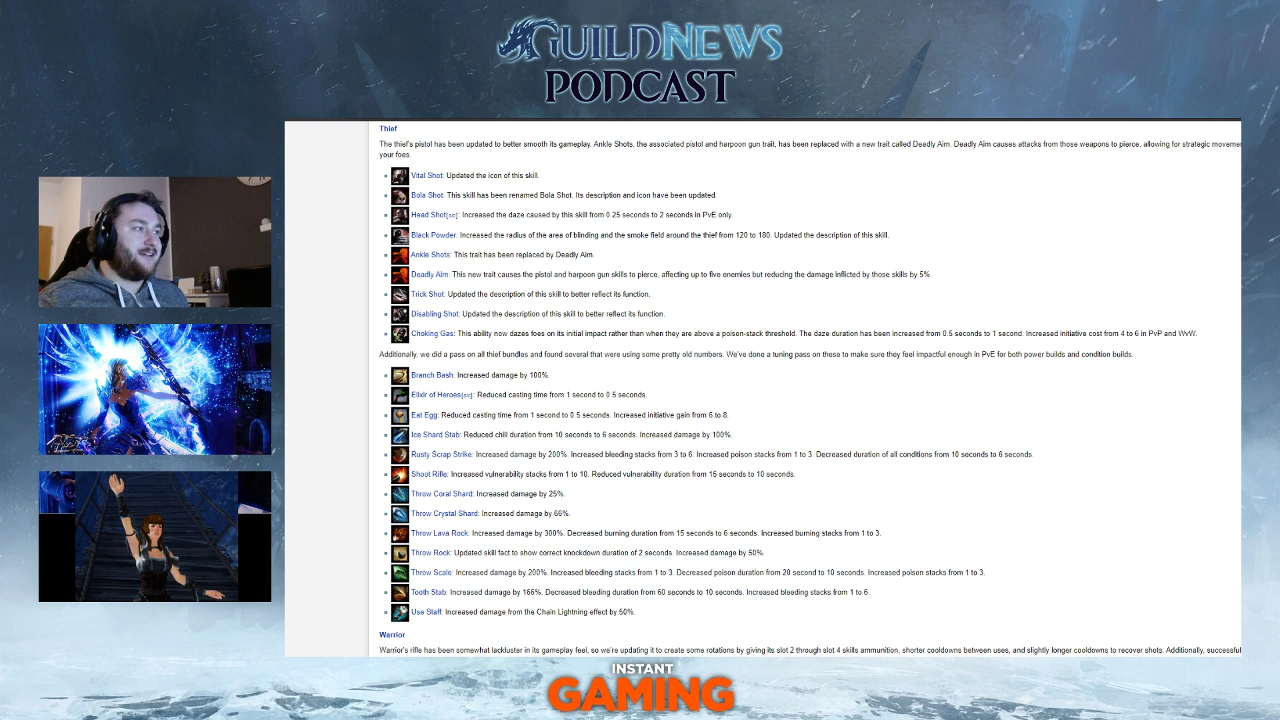 GUILDNEWS
PODCAST
Thief
The thief's pistol has been updated to better smooth its gameplay. Ankle Shots, the associated pistol and harpoon gun trait, has been replaced with a new trait called Deadly Aim. Deadly Aim causes attacks from those weapons to pierce, allowing for strategic
your foes.
Vital Shot: Updated the icon of this skill.
Bola Shot: This skill has been renamed Bola Shot. Its description and icon have been updated.
Head Shot[sic]: Increased the daze caused by this skill from 0.25 seconds to 2 seconds in PvE only.
Black Powder: Increased the radius of the area of blinding and the smoke field around the thief from 120 to 180. Updated the description of this skill.
Ankle Shots: This trait has been replaced by Deadly Aim.
Deadly Aim: This new trait causes the pistol and harpoon gun skills to pierce, affecting up to five enemies but reducing the damage inflicted by those skills by 5%.
Trick Shot: Updated the description of this skill to better reflect its function.
Disabling Shot: Updated the description of this skill to better reflect its function.
Choking Gas: This ability now dazes foes on its initial impact rather than when they are above a poison-stack threshold. The daze duration has been increased from 0.5 seconds to 1 second. Increased initiative cost from 4 to 6 in PvP and WvW.
Additionally, we did a pass on all thief bundles and found several that were using some pretty old numbers. We've done a tuning pass on these to make sure they feel impactful enough in PvE for both power builds and condition builds.
Branch Bash: Increased damage by 100%.
Elixir of Heroes[sic]: Reduced casting time from 1 second to 0.5 seconds.
Eat Egg: Reduced casting time from 1 second to 0.5 seconds. Increased initiative gain from 6 to 8.
Ice Shard Stab: Reduced chill duration from 10 seconds to 6 seconds. Increased damage by 100%.
Rusty Scrap Strike: Increased damage by 200%. Increased bleeding stacks from 3 to 6. Increased poison stacks from 1 to 3. Decreased duration of all conditions from 10 seconds to 6 seconds.
Shoot Rifle: Increased vulnerability stacks from 1 to 10. Reduced vulnerability duration from 15 seconds to 10 seconds.
Throw Coral Shard: Increased damage by 25%.
Throw Crystal Shard: Increased damage by 66%.
Throw Lava Rock: Increased damage by 300%. Decreased burning duration from 15 seconds to 6 seconds. Increased burning stacks from 1 to 3.
Throw Rock: Updated skill fact to show correct knockdown duration of 2 seconds. Increased damage by 50%.
Throw Scale: Increased damage by 200%. Increased bleeding stacks from 1 to 3. Decreased poison duration from 20 second to 10 seconds. Increased poison stacks from 1 to 3.
Tooth Stab: Increased damage by 166%. Decreased bleeding duration from 60 seconds to 10 seconds. Increased bleeding stacks from 1 to 6.
Use Staff: Increased damage from the Chain Lightning effect by 50%.
Warrior
Warrior's rifle has been somewhat lackluster in its gameplay feel, so we're updating it to create some rotations by giving its slot 2 through slot 4 skills ammunition, shorter cooldowns between uses, and slightly longer cooldowns to recover shots. Additionally, successful
INSTANT
GAMING